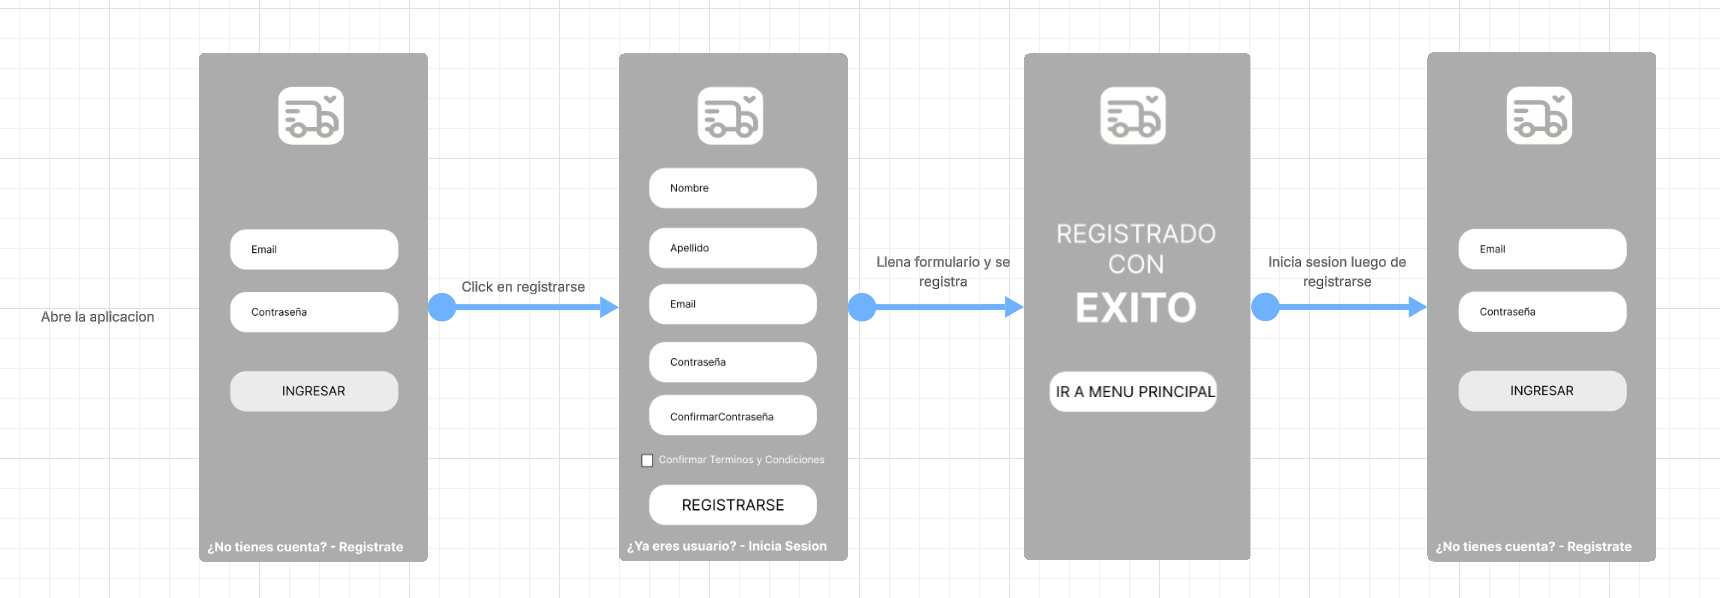 Abre la aplicacion
Email
Contraseña
INGRESAR
¿No tienes cuenta? - Registrate
Click en registrarse
Nombre
Apellido
Email
Contraseña
ConfirmarContraseña
Confirmar Terminos y Condiciones
REGISTRARSE
¿Ya eres usuario? - Inicia Sesion
Llena formulario y se
registra
REGISTRADO
CON
EXITO
IR A MENU PRINCIPAL
Inicia sesion luego de
registrarse
Email
Contraseña
INGRESAR
¿No tienes cuenta? - Registrate